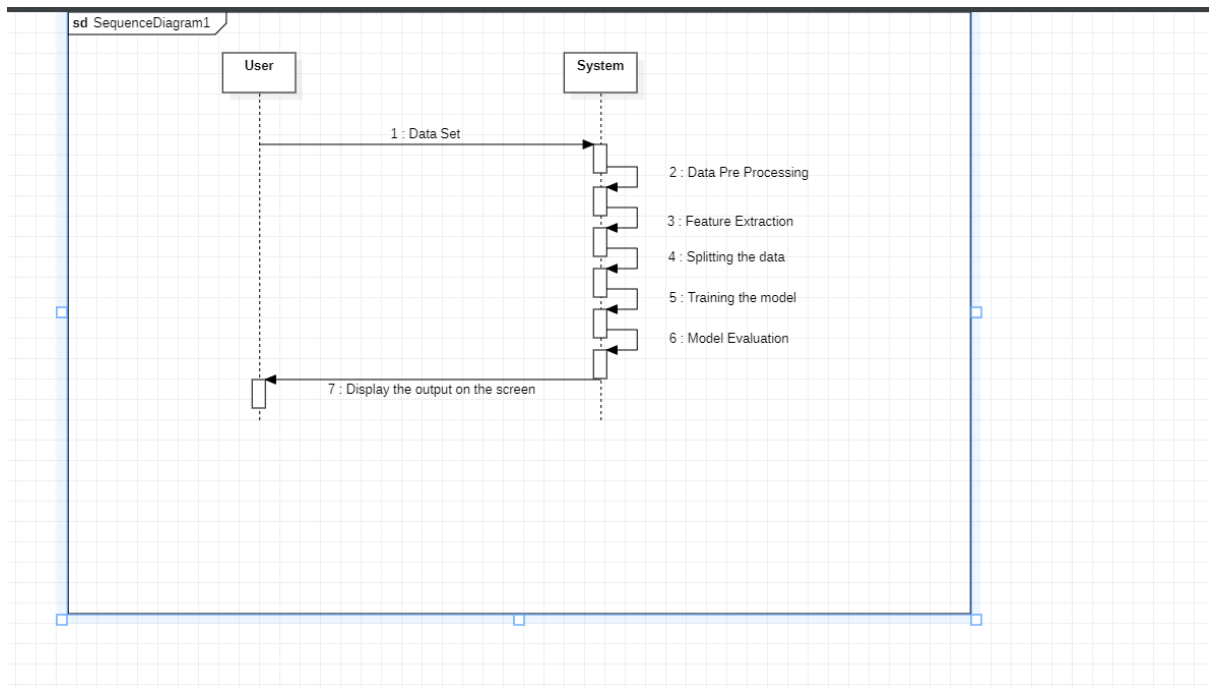 sd SequenceDiagram1
User
System
1 : Data Set
2 : Data Pre Processing
3 : Feature Extraction
4 : Splitting the data
5 : Training the model
6 : Model Evaluation
7 : Display the output on the screen